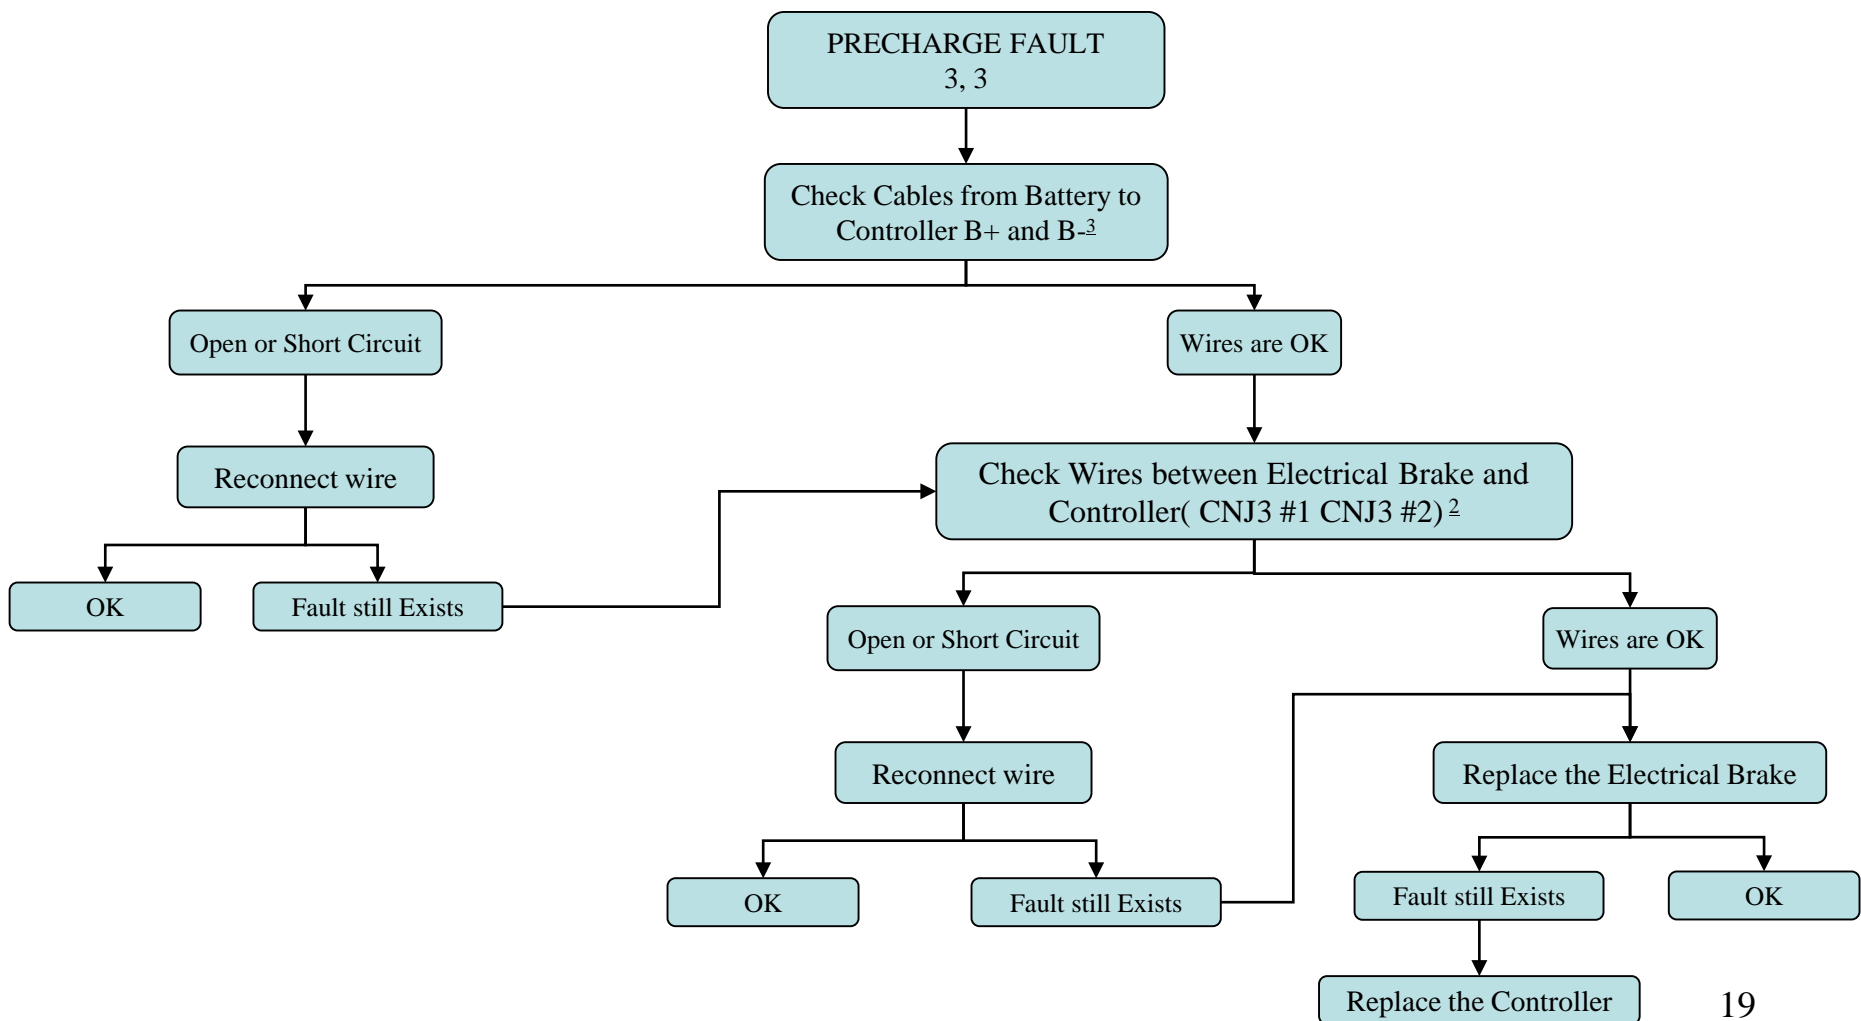 PRECHARGE FAULT
3, 3
Check Cables from Battery to
Controller B+ and B-3
Open or Short Circuit
Wires are OK
Reconnect wire
Check Wires between Electrical Brake and
Controller( CNJ3 #1 CNJ3 #2) 2
OK
Fault still Exists
Open or Short Circuit
Wires are OK
Reconnect wire
Replace the Electrical Brake
OK
Fault still Exists
Fault still Exists
OK
Replace the Controller
19